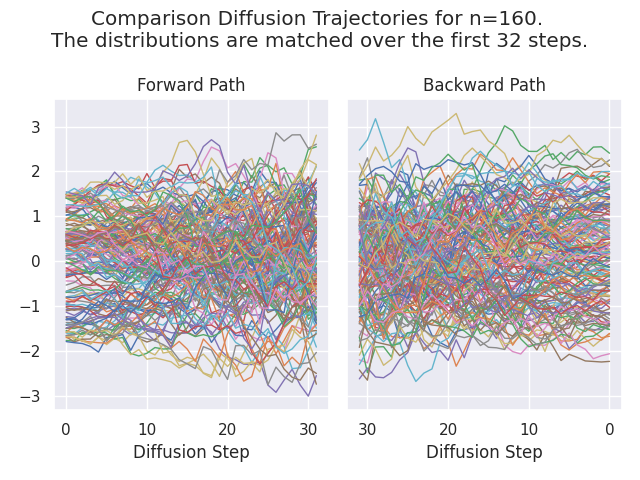 Comparison Diffusion Trajectories for n=160.
The distributions are matched over the first 32 steps.
Forward Path
Backward Path
3
2
1
0
−1
−2
−3
0 10 20 30
30 20 10 0
Diffusion Step
Diffusion Step